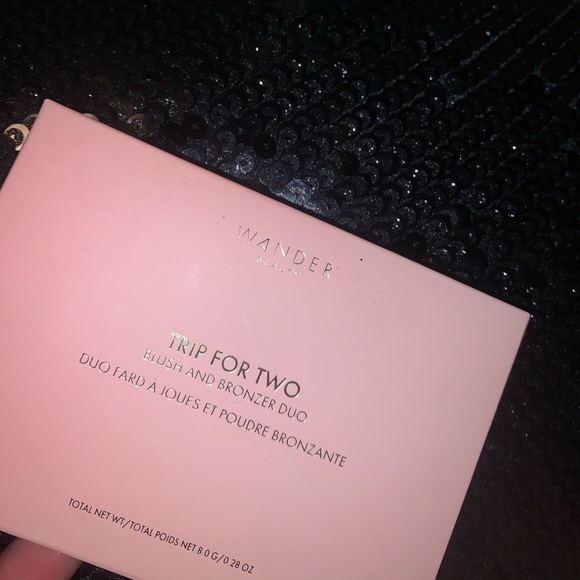 WANDER
BEAUTY
TRIP FOR TWO
BLUSH AND BRONZER DUO
DUO FARD À JOUES ET POUDRE BRONZANTE
TOTAL NET WT/TOTAL POIDS NET 8.0 G/0.28 OZ